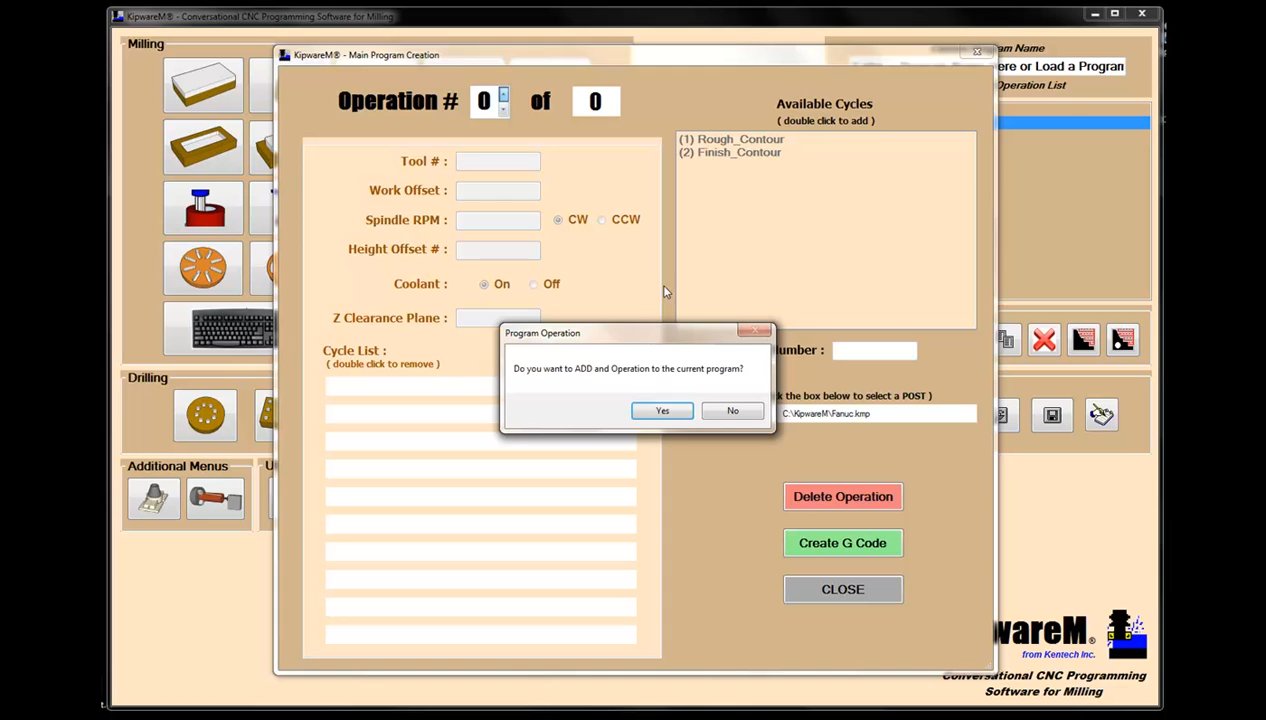 KipwareM® - Conversational CNC Programming Software for Milling
Milling
KipwareM® - Main Program Creation
Operation # 0 of 0
Available Cycles
( double click to add )
(1) Rough_Contour
(2) Finish_Contour
Tool # :
Work Offset :
Spindle RPM :
CW
CCW
Height Offset # :
Coolant :
On
Off
Z Clearance Plane :
Cycle List :
( double click to remove )
Program Operation
Do you want to ADD and Operation to the current program?
Yes
No
Name
ere or Load a Program
Operation List
umber :
k the box below to select a POST )
C:\KipwareM\Fanuc.kmp
Delete Operation
Create G Code
CLOSE
Drilling
Additional Menus
U
wareM®
from Kentech Inc.
Conversational CNC Programming
Software for Milling